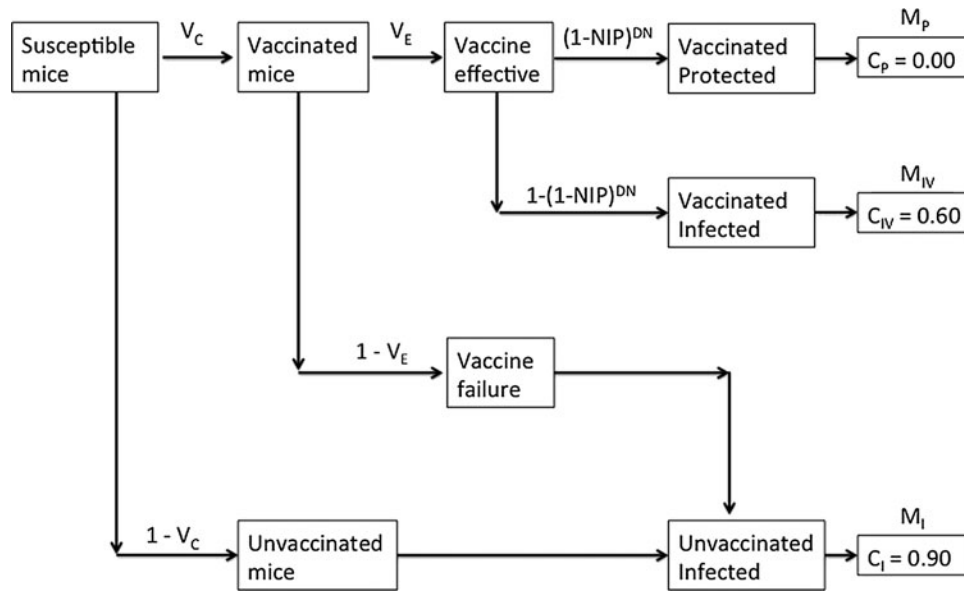 V_C
V_E
(1-NIP)^DN
M_P
Susceptible
mice
Vaccinated
mice
Vaccine
effective
Vaccinated
Protected
C_P = 0.00
M_IV
1-(1-NIP)^DN
Vaccinated
Infected
C_IV = 0.60
1 - V_E
Vaccine
failure
M_I
1 - V_C
Unvaccinated
mice
Unvaccinated
Infected
C_I = 0.90